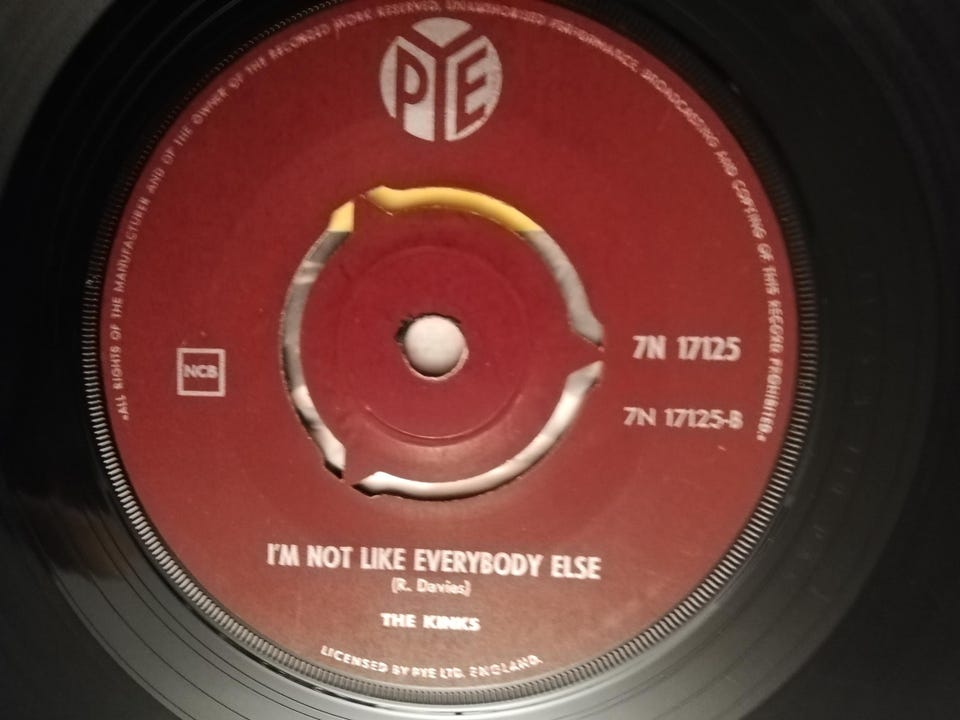 •ALL RIGHTS OF THE MANUFACTURER AND OF THE OWNER OF THE RECORDED WORK RESERVED, UNAUTHORISED PERFORMANCE, BROADCASTING AND COPYING OF THIS RECORD PROHIBITED•
PYE
7N 17125
NCB
7N 17125-B
I'M NOT LIKE EVERYBODY ELSE
(R. Davies)
THE KINKS
LICENSED BY PYE LTD. ENGLAND.